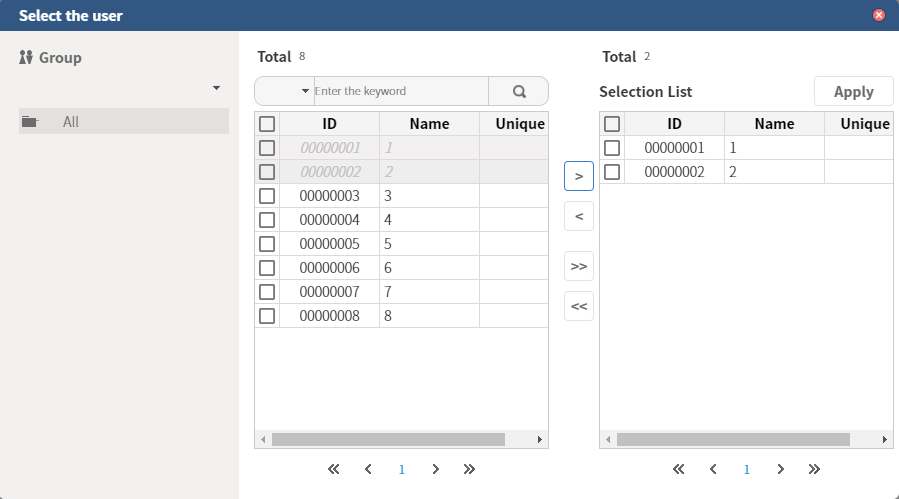 Select the user
Group
All
Total 8
Enter the keyword
ID Name Unique
00000001 1
00000002 2
00000003 3
00000004 4
00000005 5
00000006 6
00000007 7
00000008 8
1
>
<
>>
<<
Total 2
Selection List Apply
ID Name Unique
00000001 1
00000002 2
1